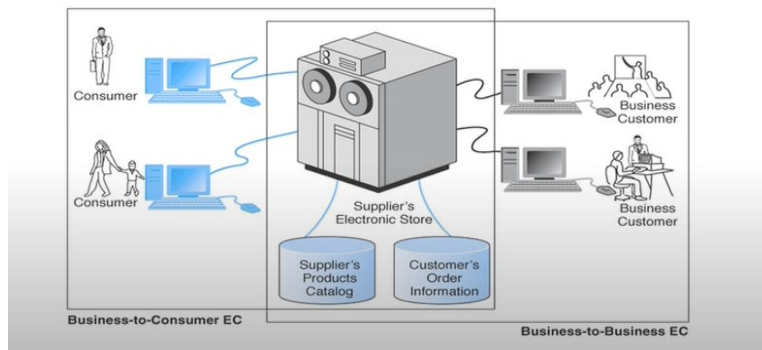 Consumer
Consumer
Business
Customer
Business
Customer
Supplier's
Electronic Store
Supplier's
Products
Catalog
Customer's
Order
Information
Business-to-Consumer EC
Business-to-Business EC